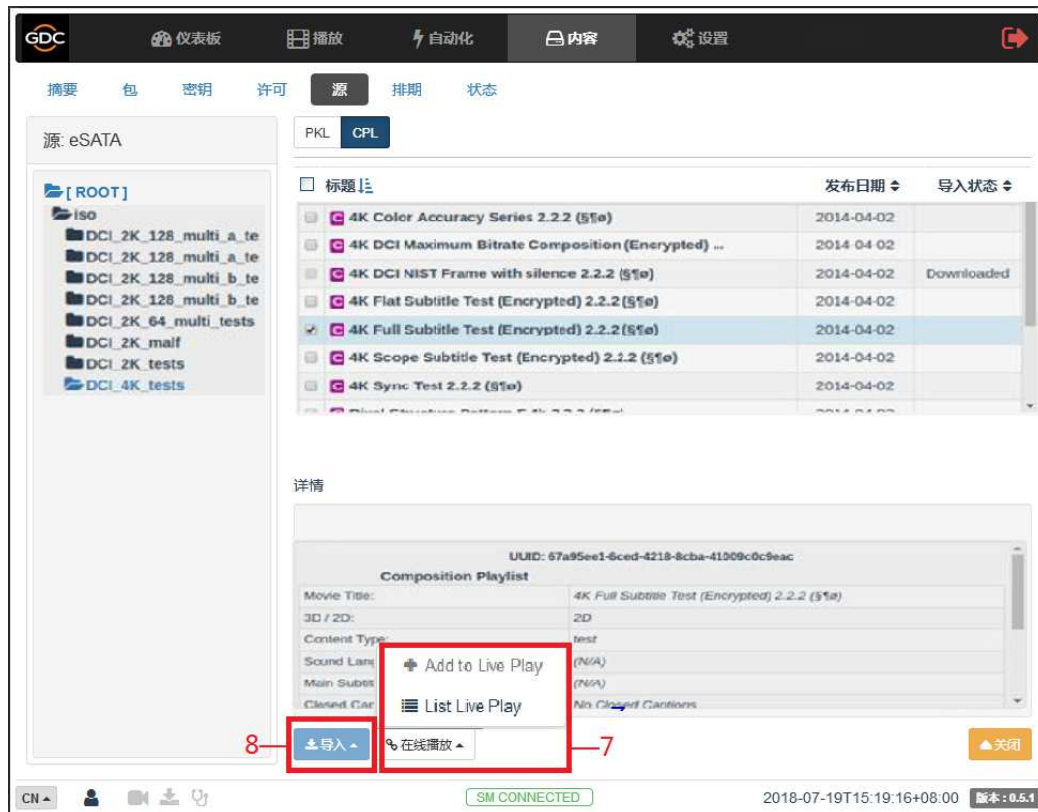 GDC 仪表板 播放 自动化 内容 设置
摘要 包 密钥 许可 源 排期 状态
源: eSATA
[ ROOT ]
iso
DCI_2K_128_multi_a_te
DCI_2K_128_multi_a_te
DCI_2K_128_multi_b_te
DCI_2K_128_multi_b_te
DCI_2K_64_multi_tests
DCI_2K_malf
DCI_2K_tests
DCI_4K_tests
PKL CPL
标题 发布日期 导入状态
4K Color Accuracy Series 2.2.2 (§¶ø) 2014-04-02
4K DCI Maximum Bitrate Composition (Encrypted) ... 2014-04-02
4K DCI NIST Frame with silence 2.2.2 (§¶ø) 2014-04-02 Downloaded
4K Flat Subtitle Test (Encrypted) 2.2.2 (§¶ø) 2014-04-02
4K Full Subtitle Test (Encrypted) 2.2.2 (§¶ø) 2014-04-02
4K Scope Subtitle Test (Encrypted) 2.2.2 (§¶ø) 2014-04-02
4K Sync Test 2.2.2 (§¶ø) 2014-04-02
详情
UUID: 67a95ee1-6ced-4218-8cba-41009c0c9eac
Composition Playlist
Movie Title: 4K Full Subtitle Test (Encrypted) 2.2.2 (§¶ø)
3D / 2D: 2D
Content Type: test
Sound Lang (N/A)
Main Subtit (N/A)
Closed Cap No Closed Captions
Add to Live Play
List Live Play
8 导入 在线播放 7 关闭
CN SM CONNECTED 2018-07-19T15:19:16+08:00 版本 : 0.5.1